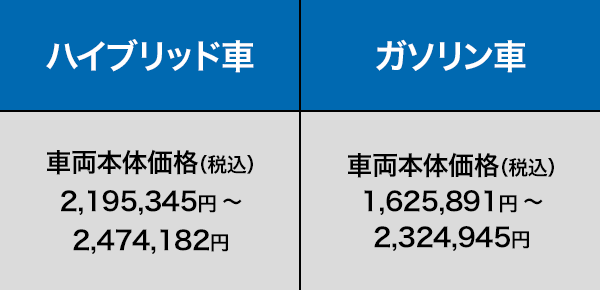 ハイブリッド車
ガソリン車
車両本体価格(税込)
2,195,345円～
2,474,182円
車両本体価格(税込)
1,625,891円～
2,324,945円